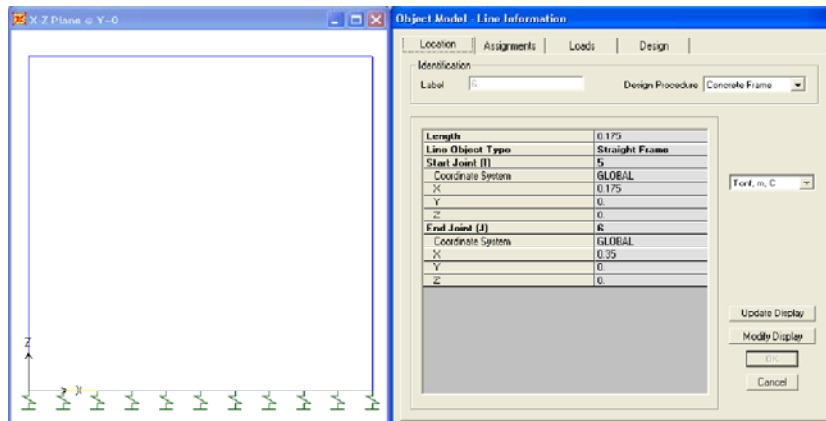 X-Z Plane @ Y=0
Z
X
Object Model - Line Information
Location Assignments Loads Design
Identification
Label 6 Design Procedure Concrete Frame
Length 0.175
Line Object Type Straight Frame
Start Joint (I) 5
Coordinate System GLOBAL
X 0.175
Y 0.
Z 0.
End Joint (J) 6
Coordinate System GLOBAL
X 0.35
Y 0.
Z 0.
Tonf, m, C
Update Display
Modify Display
OK
Cancel